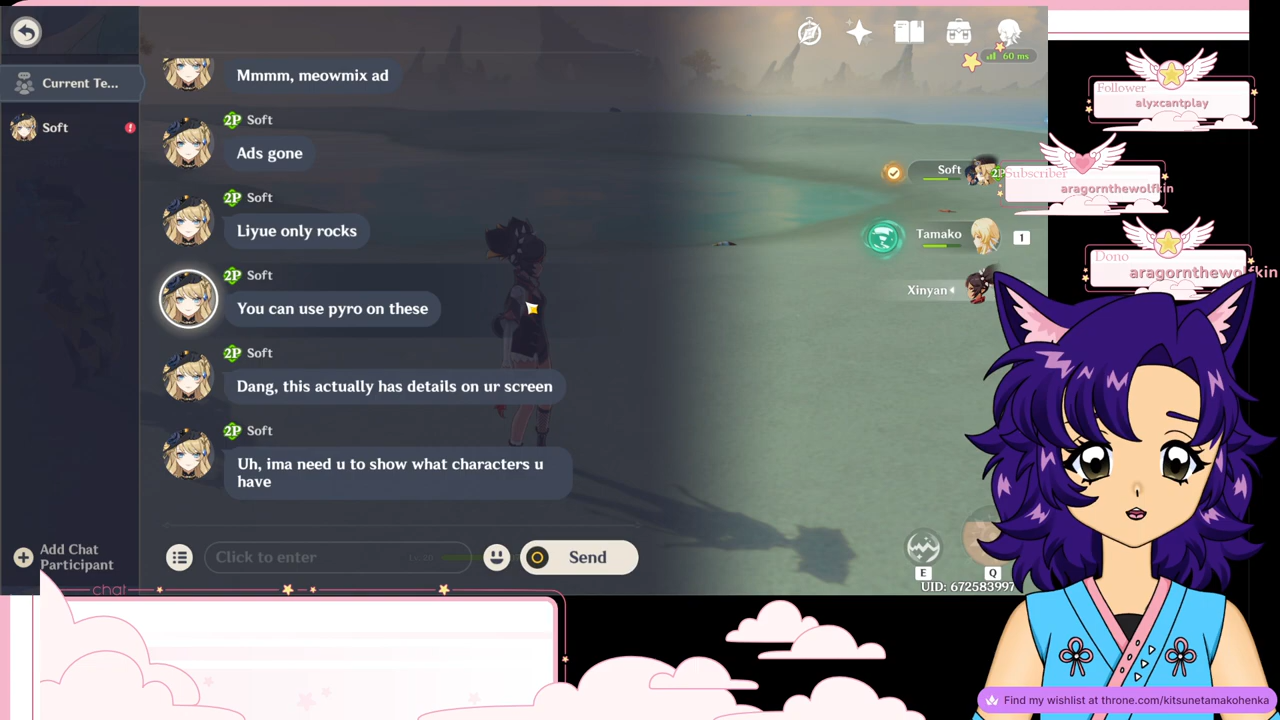 Current Te...
Soft
Mmmm, meowmix ad
2P Soft
Ads gone
2P Soft
Liyue only rocks
2P Soft
You can use pyro on these
2P Soft
Dang, this actually has details on ur screen
2P Soft
Uh, ima need u to show what characters u
have
Add Chat
Participant
Click to enter
Send
60 ms
Soft
2P
Tamako
1
Xinyan
E
Q
UID: 672583997
Follower
alyxcantplay
Subscriber
aragornthewolfkin
Dono
aragornthewolfkin
chat
Find my wishlist at throne.com/kitsunetamakohenka